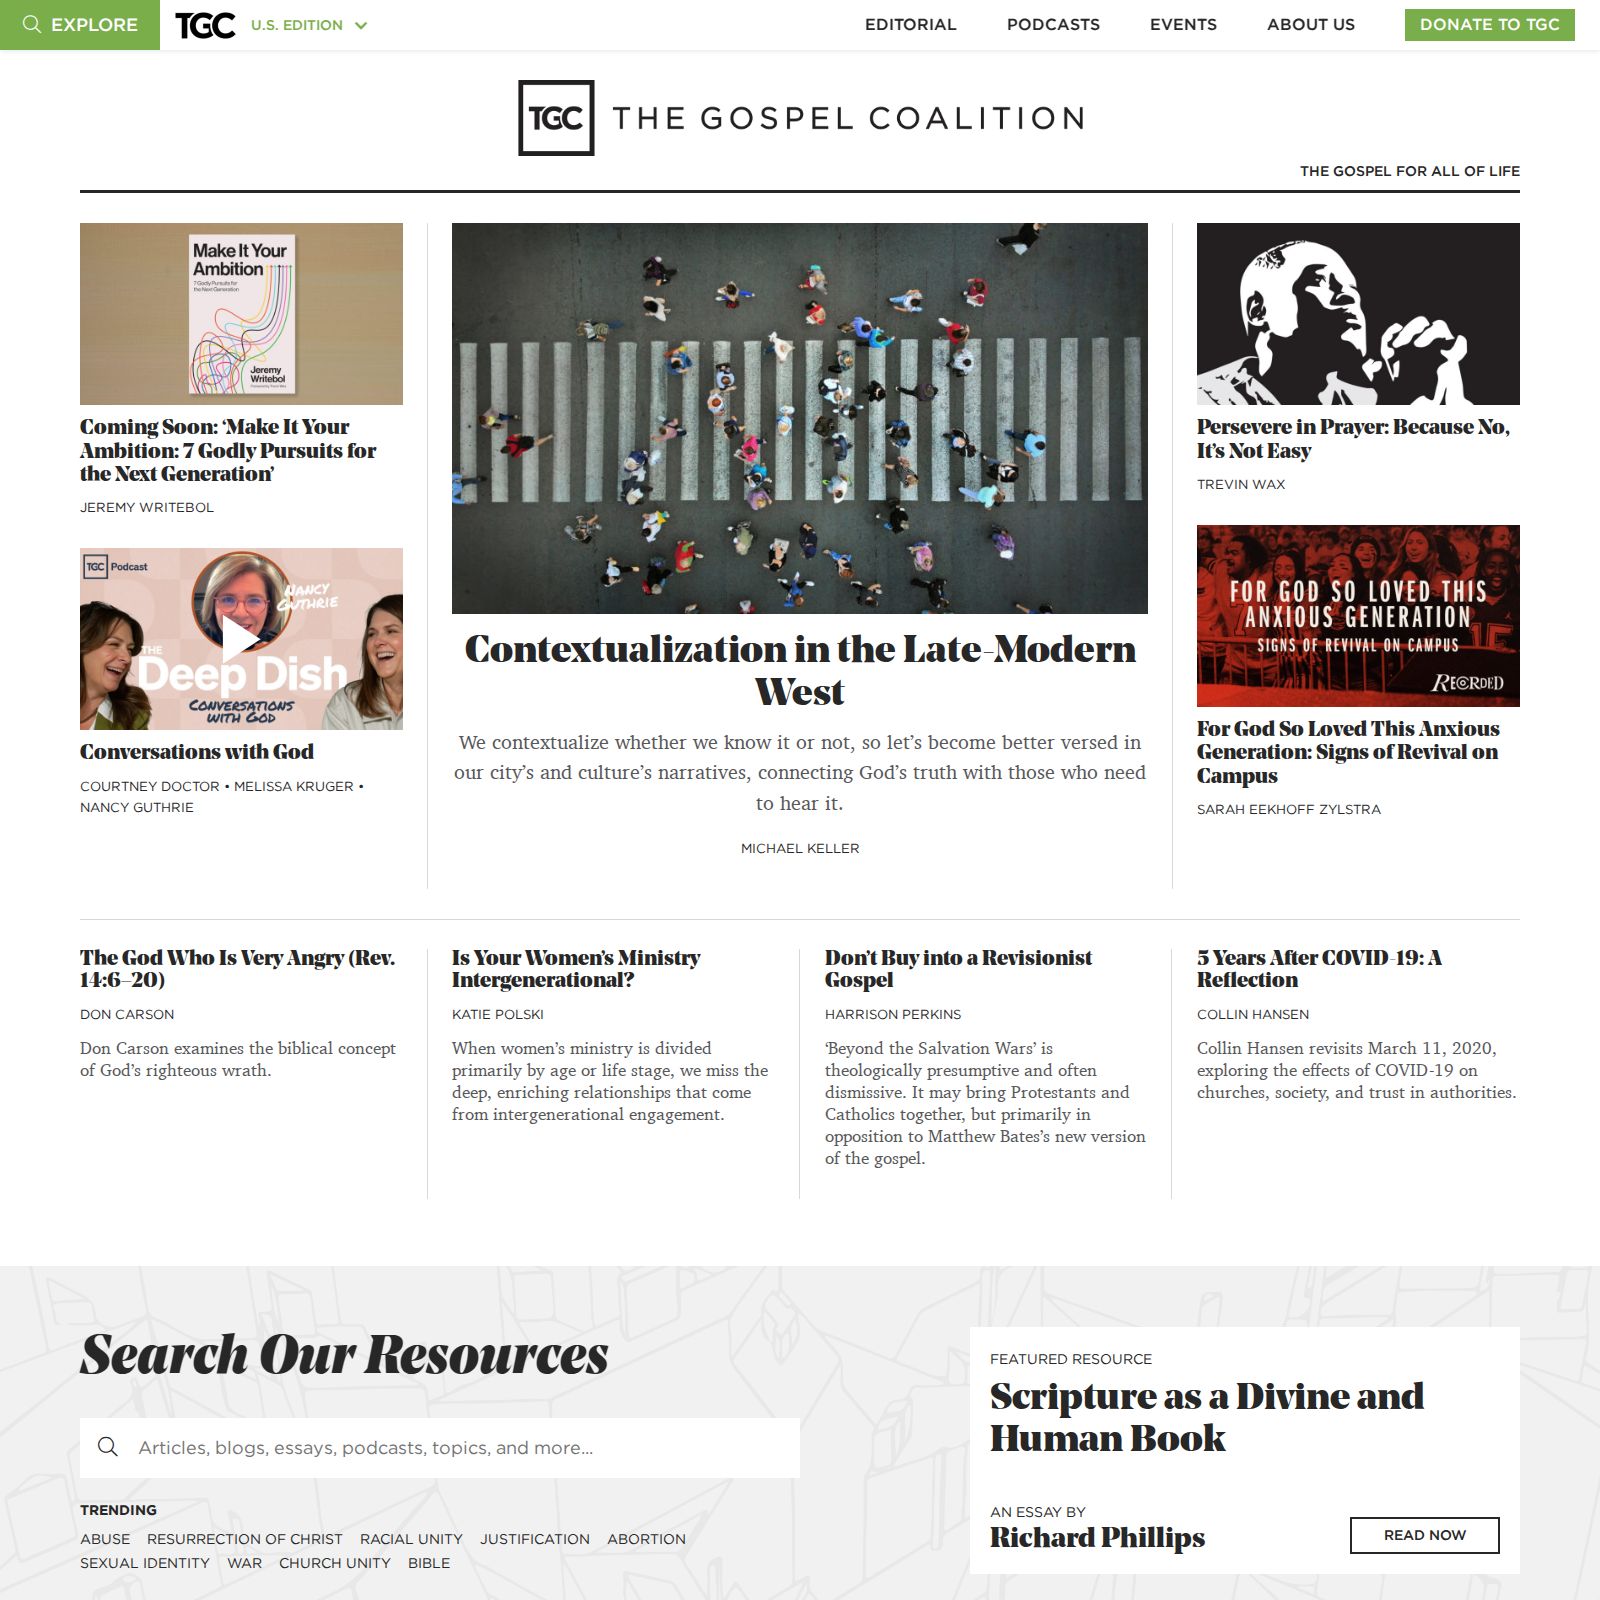 EXPLORE
TGC
U.S. EDITION
EDITORIAL
PODCASTS
EVENTS
ABOUT US
DONATE TO TGC
TGC THE GOSPEL COALITION
THE GOSPEL FOR ALL OF LIFE
Make It Your
Ambition
7 Godly Pursuits for
the Next Generation
Jeremy
Writebol
Coming Soon: ‘Make It Your
Ambition: 7 Godly Pursuits for
the Next Generation’
JEREMY WRITEBOL
TGC Podcast
NANCY
GUTHRIE
THE
Deep Dish
CONVERSATIONS
WITH GOD
Conversations with God
COURTNEY DOCTOR • MELISSA KRUGER •
NANCY GUTHRIE
Contextualization in the Late-Modern
West
We contextualize whether we know it or not, so let’s become better versed in
our city’s and culture’s narratives, connecting God’s truth with those who need
to hear it.
MICHAEL KELLER
Persevere in Prayer: Because No,
It’s Not Easy
TREVIN WAX
FOR GOD SO LOVED THIS
ANXIOUS GENERATION
SIGNS OF REVIVAL ON CAMPUS
15
RECORDED
For God So Loved This Anxious
Generation: Signs of Revival on
Campus
SARAH EEKHOFF ZYLSTRA
The God Who Is Very Angry (Rev.
14:6–20)
DON CARSON
Don Carson examines the biblical concept
of God’s righteous wrath.
Is Your Women’s Ministry
Intergenerational?
KATIE POLSKI
When women’s ministry is divided
primarily by age or life stage, we miss the
deep, enriching relationships that come
from intergenerational engagement.
Don’t Buy into a Revisionist
Gospel
HARRISON PERKINS
‘Beyond the Salvation Wars’ is
theologically presumptive and often
dismissive. It may bring Protestants and
Catholics together, but primarily in
opposition to Matthew Bates’s new version
of the gospel.
5 Years After COVID-19: A
Reflection
COLLIN HANSEN
Collin Hansen revisits March 11, 2020,
exploring the effects of COVID-19 on
churches, society, and trust in authorities.
Search Our Resources
Articles, blogs, essays, podcasts, topics, and more...
TRENDING
ABUSE RESURRECTION OF CHRIST RACIAL UNITY JUSTIFICATION ABORTION
SEXUAL IDENTITY WAR CHURCH UNITY BIBLE
FEATURED RESOURCE
Scripture as a Divine and
Human Book
AN ESSAY BY
Richard Phillips
READ NOW